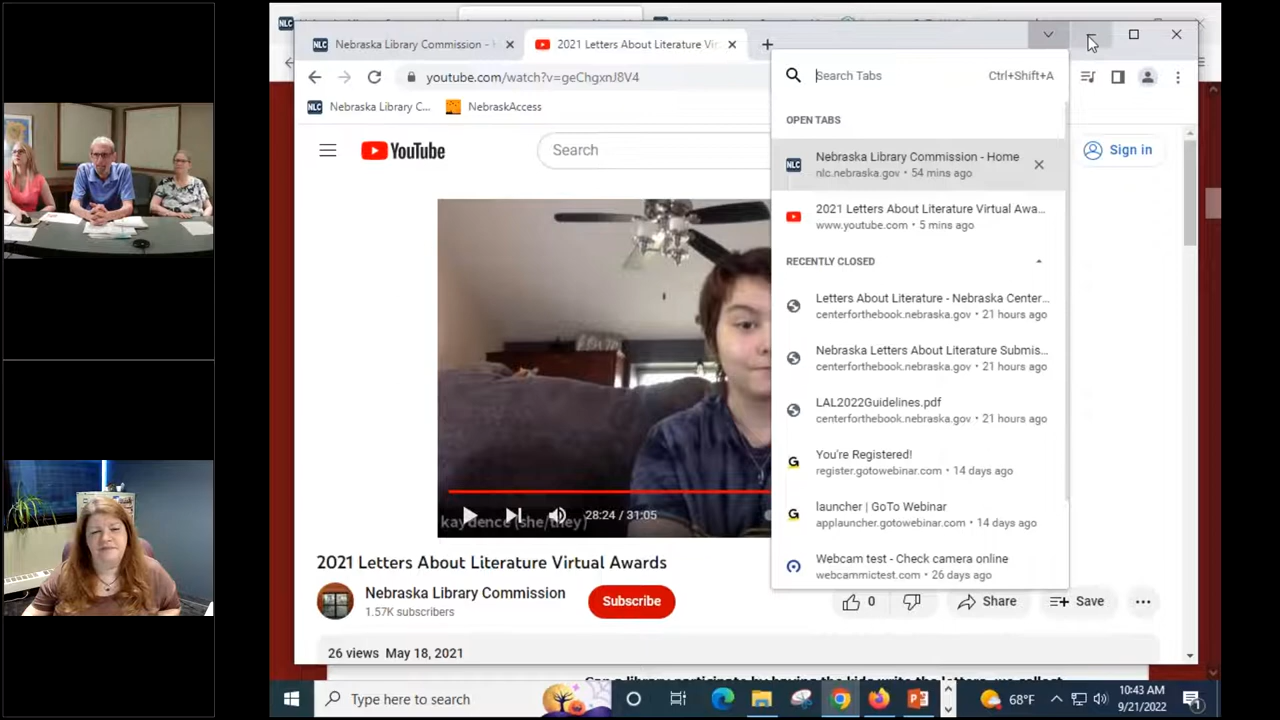 Nebraska Library Commission - H
2021 Letters About Literature Vir
youtube.com/watch?v=geChgxnJ8V4
Nebraska Library C...
NebraskAccess
YouTube
Search
Sign in
kaydence (she/they)
28:24 / 31:05
2021 Letters About Literature Virtual Awards
Nebraska Library Commission
1.57K subscribers
Subscribe
0
Share
Save
26 views May 18, 2021
Search Tabs
Ctrl+Shift+A
OPEN TABS
NLC
Nebraska Library Commission - Home
nlc.nebraska.gov • 54 mins ago
2021 Letters About Literature Virtual Awa...
www.youtube.com • 5 mins ago
RECENTLY CLOSED
Letters About Literature - Nebraska Center...
centerforthebook.nebraska.gov • 21 hours ago
Nebraska Letters About Literature Submis...
centerforthebook.nebraska.gov • 21 hours ago
LAL2022Guidelines.pdf
centerforthebook.nebraska.gov • 21 hours ago
You're Registered!
register.gotowebinar.com • 14 days ago
launcher | GoTo Webinar
applauncher.gotowebinar.com • 14 days ago
Webcam test - Check camera online
webcammictest.com • 26 days ago
Type here to search
68°F
10:43 AM
9/21/2022